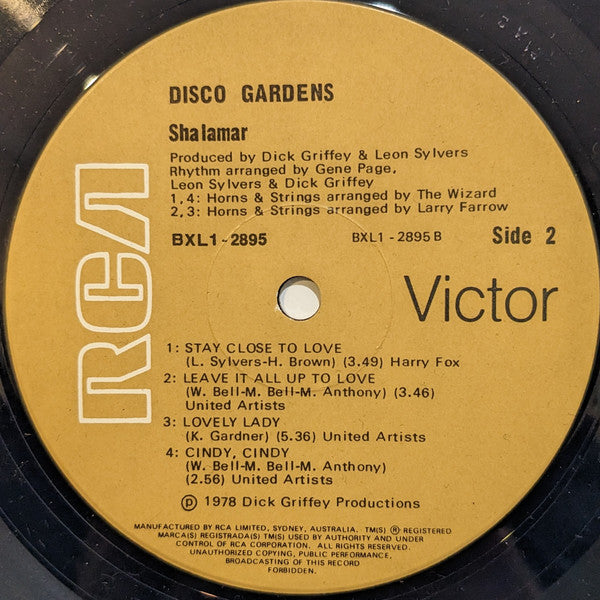 DISCO GARDENS
Shalamar
Produced by Dick Griffey & Leon Sylvers
Rhythm arranged by Gene Page,
Leon Sylvers & Dick Griffey
1, 4: Horns & Strings arranged by The Wizard
2, 3: Horns & Strings arranged by Larry Farrow
BXL1-2895 BXL1-2895B Side 2
RCA Victor
1: STAY CLOSE TO LOVE
(L. Sylvers-H. Brown) (3.49) Harry Fox
2: LEAVE IT ALL UP TO LOVE
(W. Bell-M. Bell-M. Anthony) (3.46)
United Artists
3: LOVELY LADY
(K. Gardner) (5.36) United Artists
4: CINDY, CINDY
(W. Bell-M. Bell-M. Anthony)
(2.56) United Artists
℗ 1978 Dick Griffey Productions
MANUFACTURED BY RCA LIMITED, SYDNEY, AUSTRALIA. TM(S) ® REGISTERED
MARCA(S) REGISTRADA(S) TM(S) USED BY AUTHORITY AND UNDER
CONTROL OF RCA CORPORATION. ALL RIGHTS RESERVED.
UNAUTHORIZED COPYING, PUBLIC PERFORMANCE,
BROADCASTING OF THIS RECORD
FORBIDDEN.